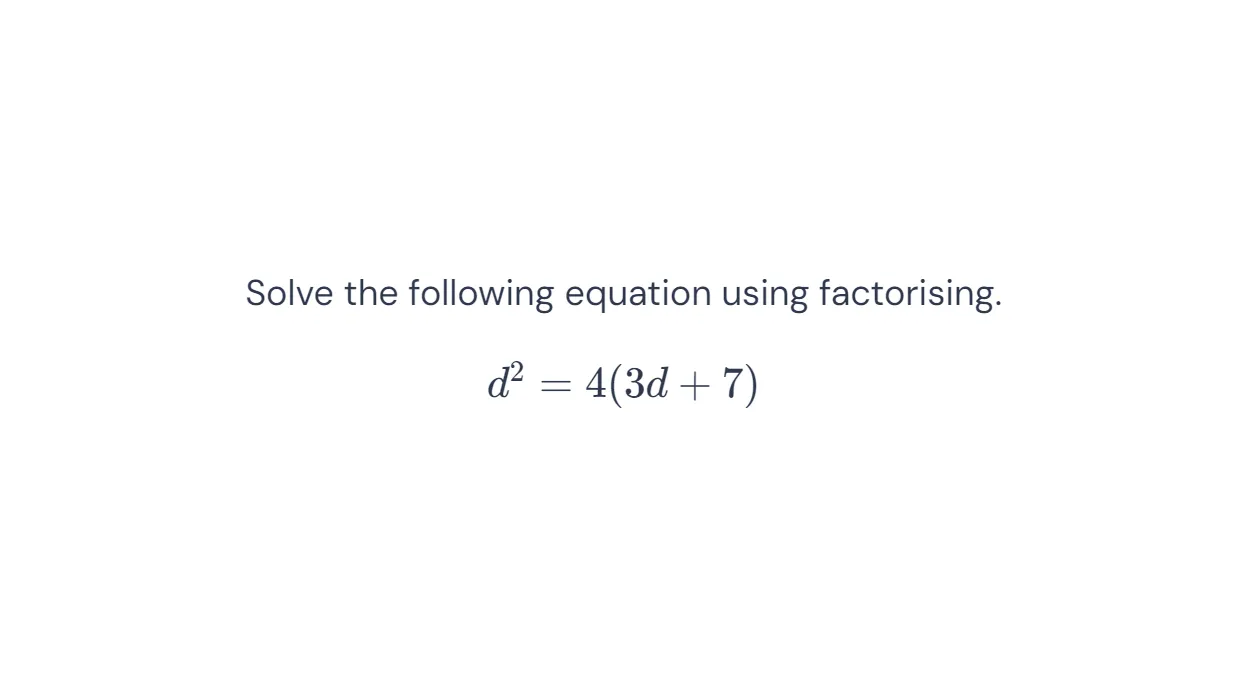 Solve the following equation using factorising.
d² = 4(3d + 7)